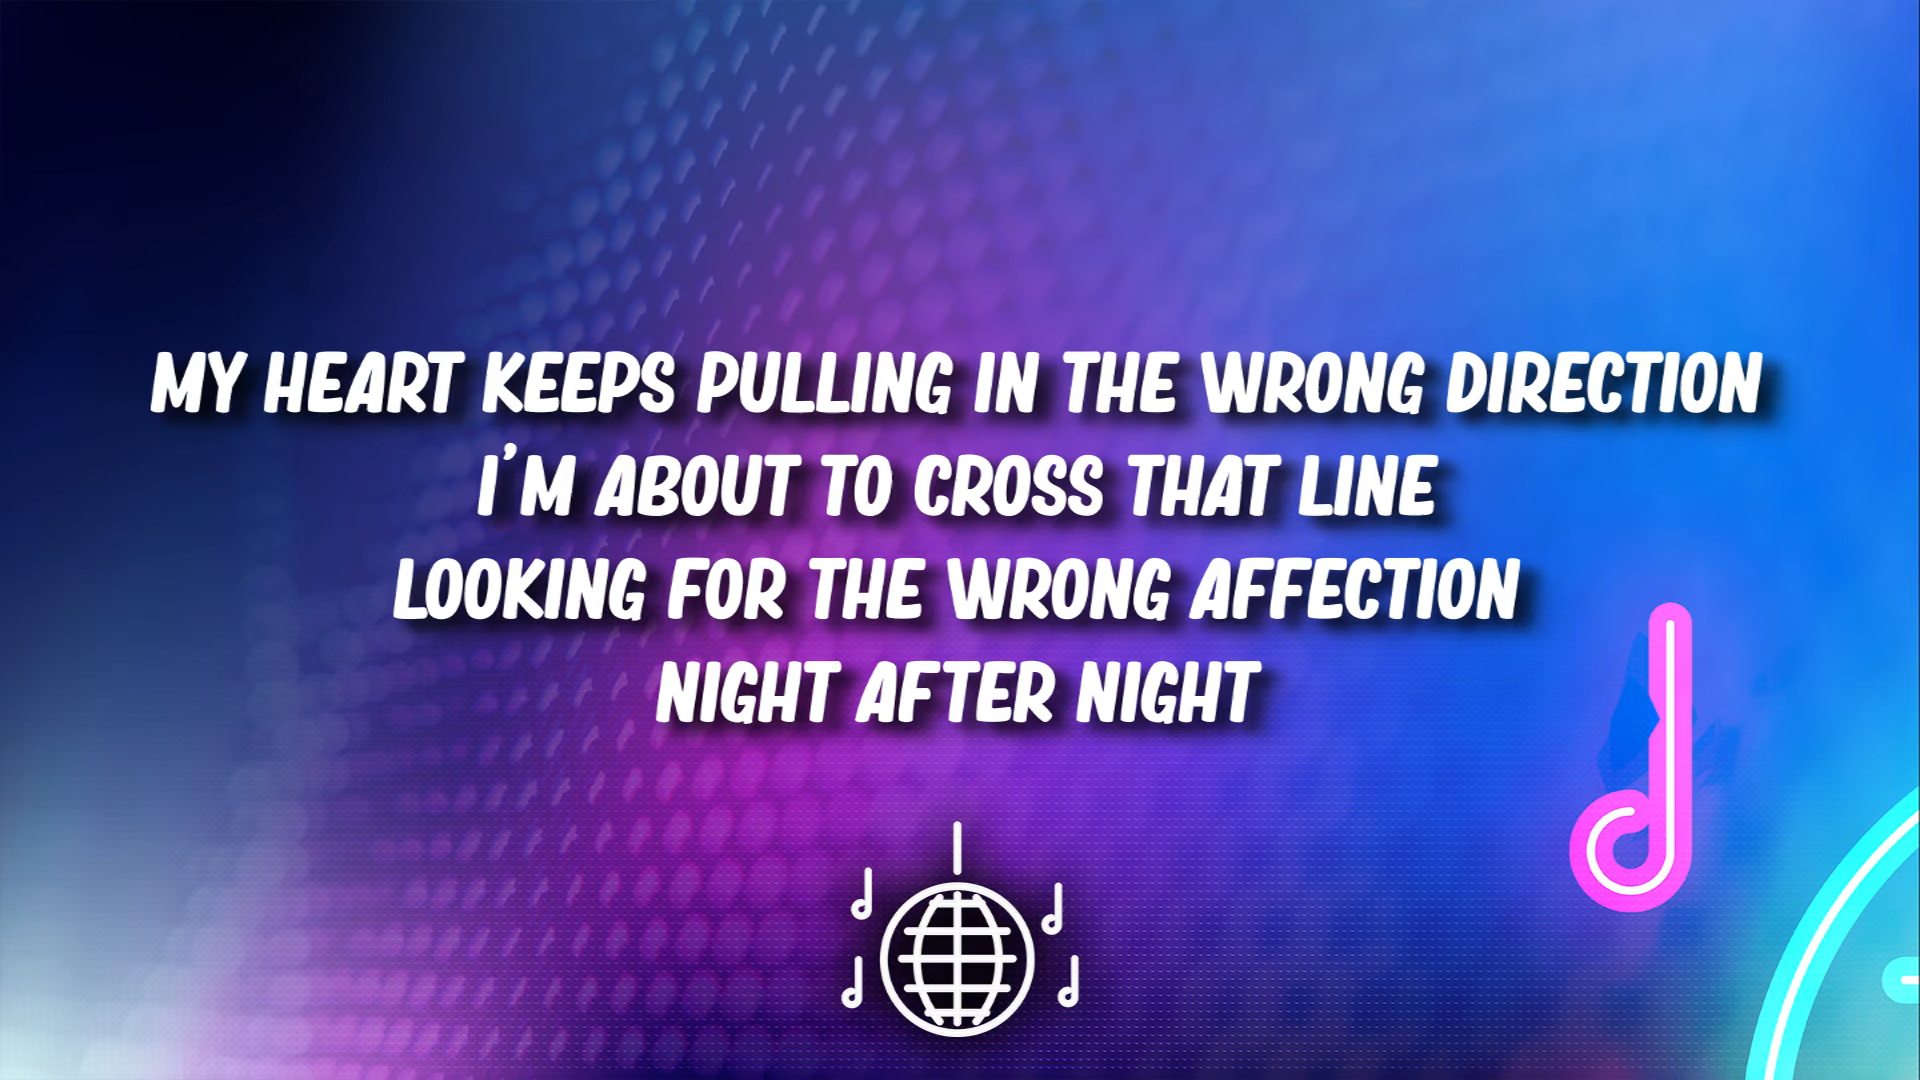 MY HEART KEEPS PULLING IN THE WRONG DIRECTION
I'M ABOUT TO CROSS THAT LINE
LOOKING FOR THE WRONG AFFECTION
NIGHT AFTER NIGHT